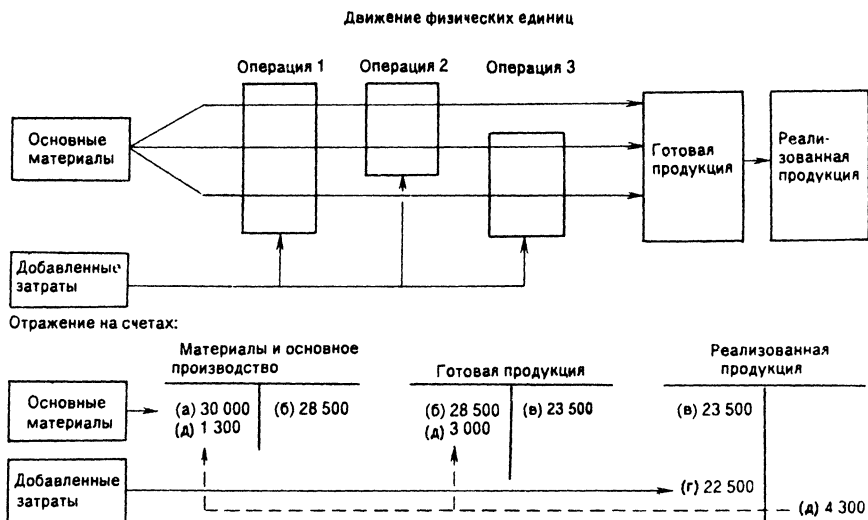 Движение физических единиц
Операция 1 Операция 2 Операция 3
Основные
материалы
Готовая
продукция
Реали-
зованная
продукция
Добавленные
затраты
Отражение на счетах:
Материалы и основное
производство
Готовая продукция
Реализованная
продукция
Основные
материалы
(а) 30 000
(д) 1 300
(б) 28 500
(б) 28 500
(д) 3 000
(в) 23 500
(в) 23 500
Добавленные
затраты
(г) 22 500
(д) 4 300